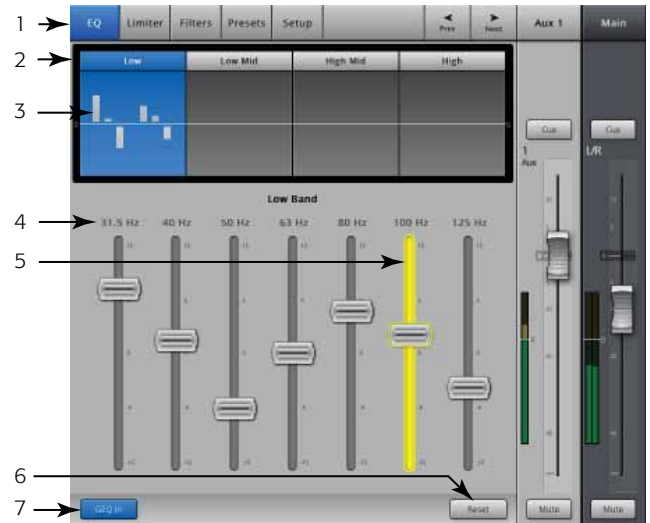 1
EQ
Limiter
Filters
Presets
Setup
Prev
Next
Aux 1
Main
2
Low
Low Mid
High Mid
High
3
Cue
Cue
1
Aux
L/R
Low Band
4
31.5 Hz
40 Hz
50 Hz
63 Hz
80 Hz
100 Hz
125 Hz
5
6
7
GEQ In
Reset
Mute
Mute